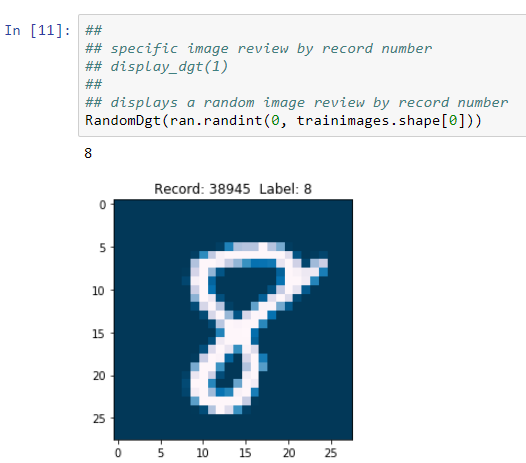 In [11]:
##
## specific image review by record number
## display_dgt(1)
##
## displays a random image review by record number
RandomDgt(ran.randint(0, trainimages.shape[0]))
8
Record: 38945 Label: 8
0
5
10
15
20
25
0 5 10 15 20 25
8